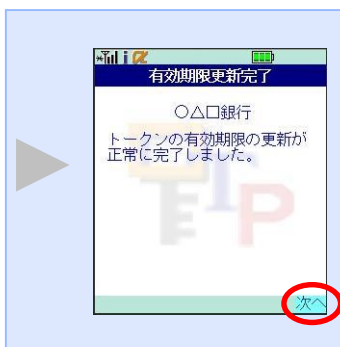 有効期限更新完了
○△□銀行
トークンの有効期限の更新が
正常に完了しました。
TTP
次へ